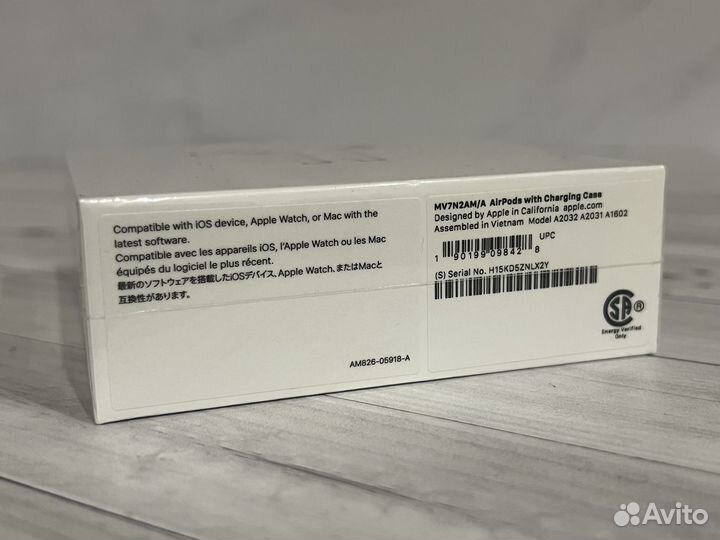 Compatible with iOS device, Apple Watch, or Mac with the
latest software.
Compatible avec les appareils iOS, l'Apple Watch ou les Mac
équipés du logiciel le plus récent.
最新のソフトウェアを搭載したiOSデバイス、Apple Watch、またはMacと
互換性があります。
AM826-05918-A
MV7N2AM/A AirPods with Charging Case
Designed by Apple in California apple.com
Assembled in Vietnam Model A2032 A2031 A1602
UPC
1 90199 09842 8
(S) Serial No. H15KD5ZNLX2Y
SA ®
Energy Verified
Only
Avito